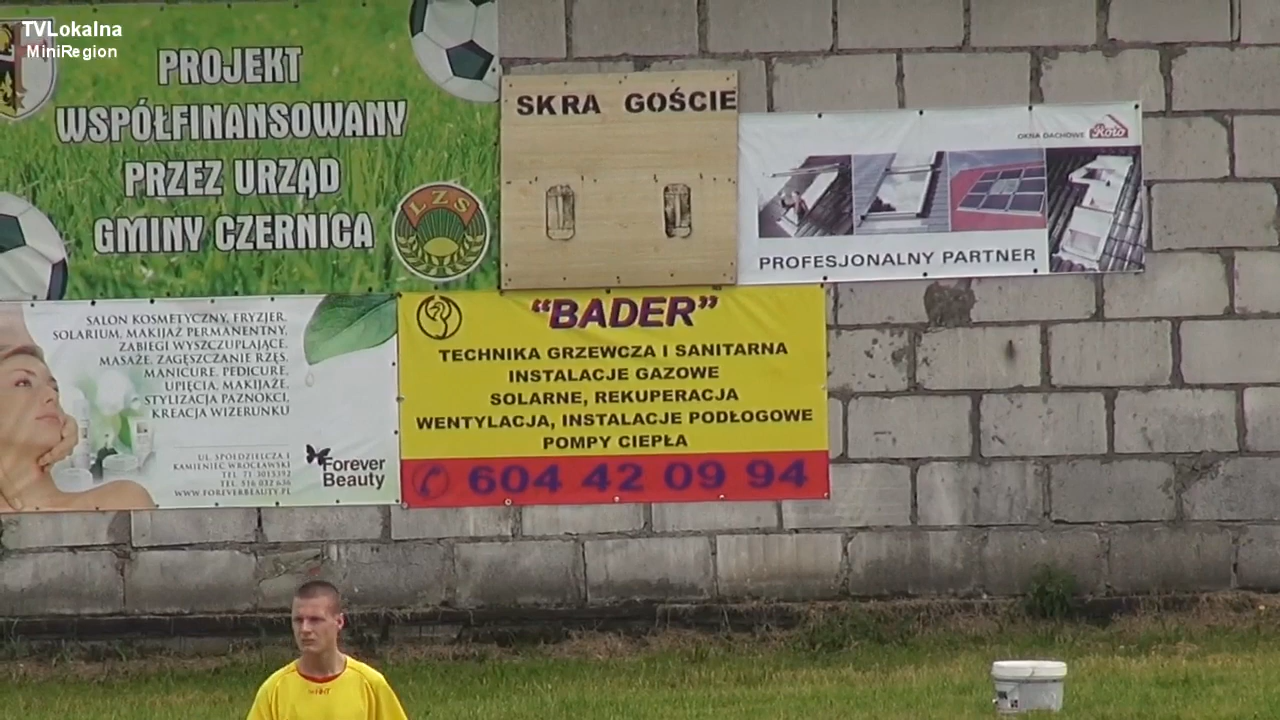 TVLokalna
MiniRegion
PROJEKT
WSPÓŁFINANSOWANY
PRZEZ URZĄD
GMINY CZERNICA
LZS
SKRA GOŚCIE
OKNA DACHOWE Roto
PROFESJONALNY PARTNER
SALON KOSMETYCZNY, FRYZJER,
SOLARIUM, MAKIJAŻ PERMANENTNY,
ZABIEGI WYSZCZUPLAJĄCE,
MASAŻE, ZAGĘSZCZANIE RZĘS,
MANICURE, PEDICURE,
UPIĘCIA, MAKIJAŻE,
STYLIZACJA PAZNOKCI,
KREACJA WIZERUNKU
UL. SPÓŁDZIELCZA 1
KAMIENIEC WROCŁAWSKI
TEL. 71 3015392
TEL. 516 032 636
WWW.FOREVERBEAUTY.PL
Forever
Beauty
"BADER"
TECHNIKA GRZEWCZA I SANITARNA
INSTALACJE GAZOWE
SOLARNE, REKUPERACJA
WENTYLACJA, INSTALACJE PODŁOGOWE
POMPY CIEPŁA
604 42 09 94